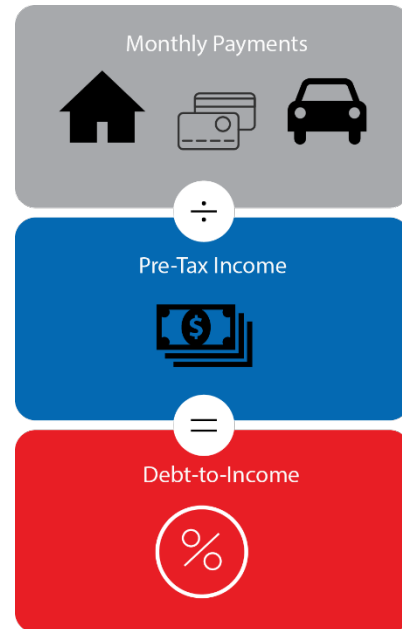 Monthly Payments
÷
Pre-Tax Income
$
=
Debt-to-Income
%